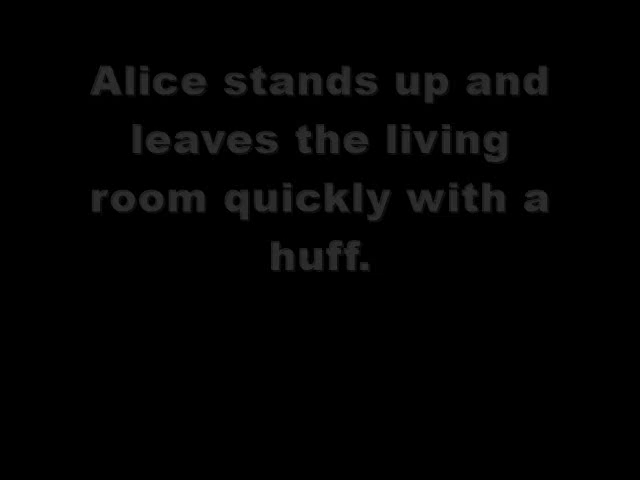 Alice stands up and
leaves the living
room quickly with a
huff.